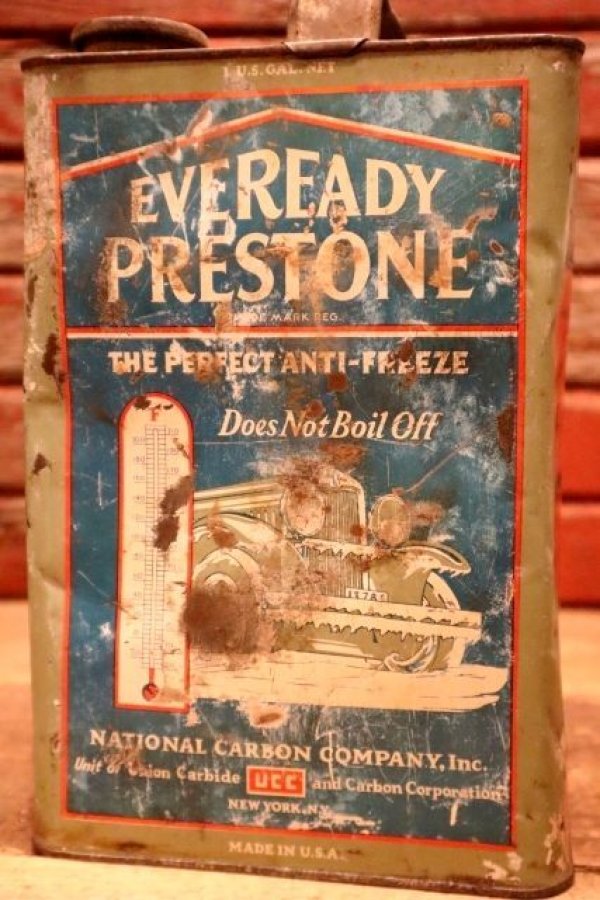 1 U.S. GAL. NET
EVEREADY
PRESTONE
TRADE MARK REG.
THE PERFECT ANTI-FREEZE
F
Does Not Boil Off
NATIONAL CARBON COMPANY, Inc.
Unit of Union Carbide UCC and Carbon Corporation
NEW YORK, N.Y.
MADE IN U.S.A.